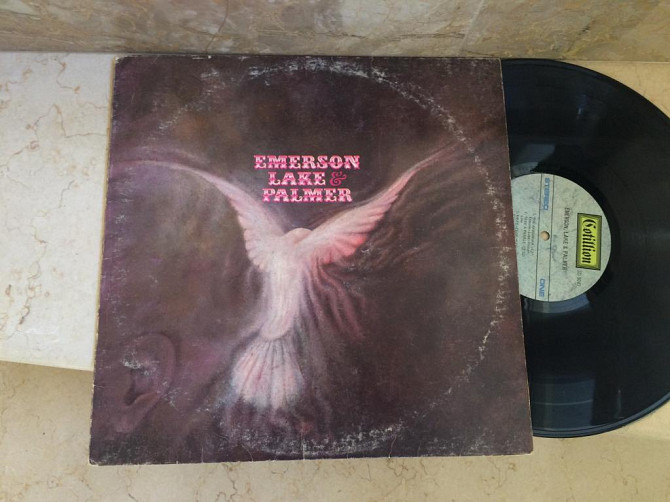 EMERSON
LAKE &
PALMER
Cotillion
EMERSON, LAKE & PALMER
STEREO
ONE